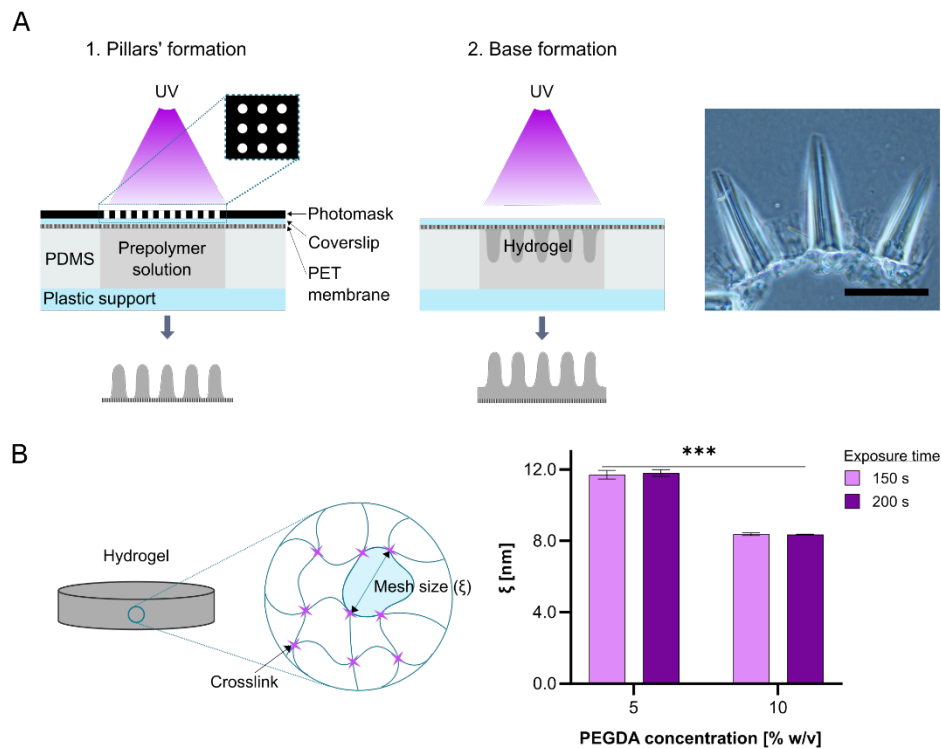 A
1. Pillars' formation
2. Base formation
UV
UV
Photomask
Coverslip
PET
membrane
PDMS
Prepolymer
solution
Plastic support
Hydrogel
B
Hydrogel
Mesh size (ξ)
Crosslink
***
Exposure time
150 s
200 s
ξ [nm]
12.0
8.0
4.0
0.0
5
10
PEGDA concentration [% w/v]